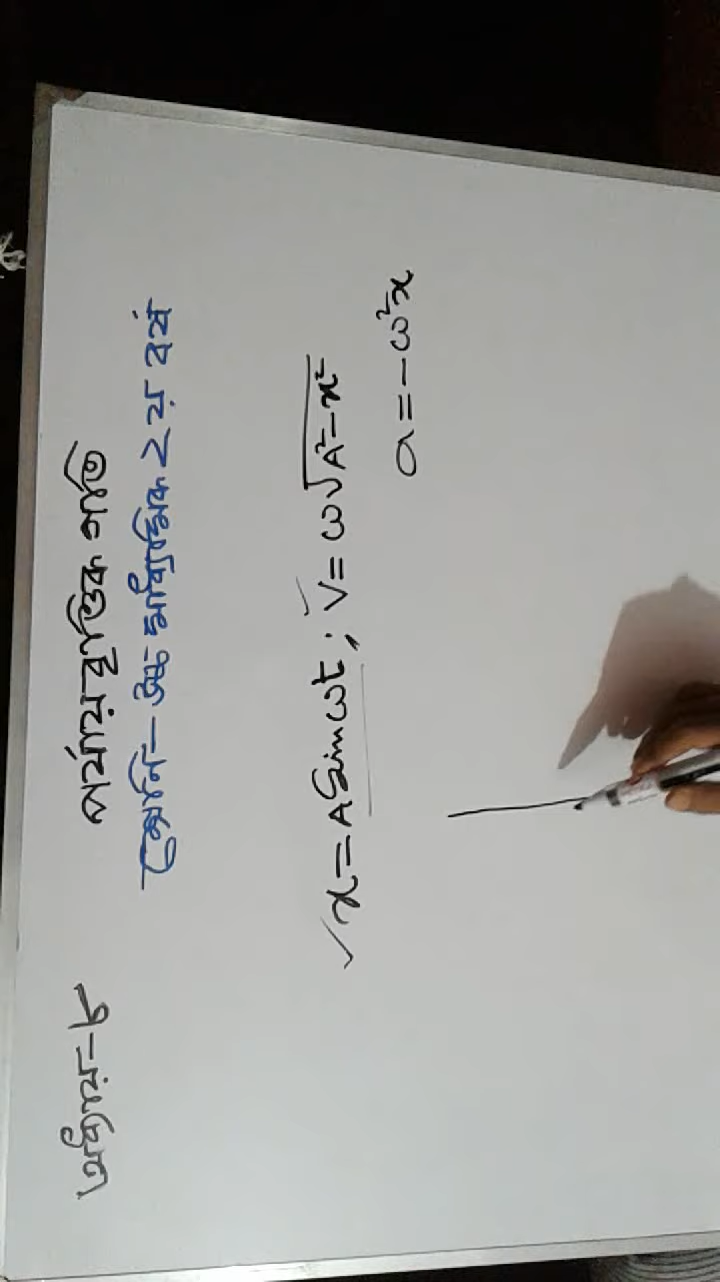 অধ্যায়-৮
পর্যায়বৃত্তিক গতি
শ্রেণি- উচ্চ মাধ্যমিক ২য় বর্ষ
✓ x = A Sin ωt ; V = ω√A²-x²
a = -ω²x